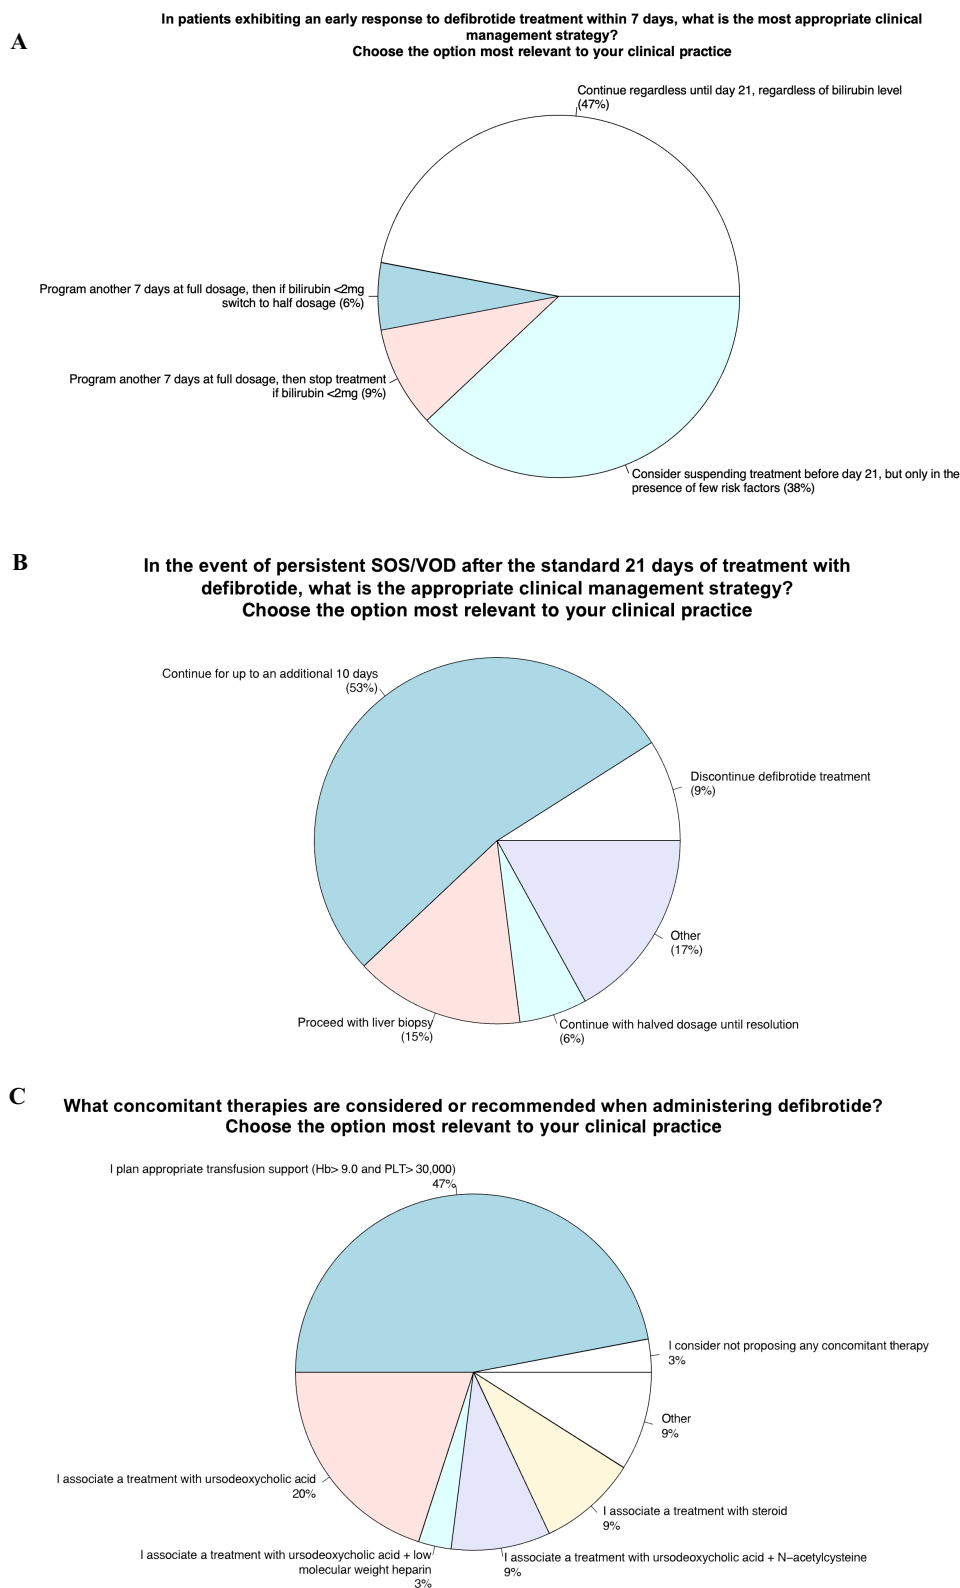 A
In patients exhibiting an early response to defibrotide treatment within 7 days, what is the most appropriate clinical
management strategy?
Choose the option most relevant to your clinical practice
Continue regardless until day 21, regardless of bilirubin level
(47%)
Program another 7 days at full dosage, then if bilirubin <2mg
switch to half dosage (6%)
Program another 7 days at full dosage, then stop treatment
if bilirubin <2mg (9%)
Consider suspending treatment before day 21, but only in the
presence of few risk factors (38%)
B
In the event of persistent SOS/VOD after the standard 21 days of treatment with
defibrotide, what is the appropriate clinical management strategy?
Choose the option most relevant to your clinical practice
Continue for up to an additional 10 days
(53%)
Discontinue defibrotide treatment
(9%)
Other
(17%)
Proceed with liver biopsy
(15%)
Continue with halved dosage until resolution
(6%)
C
What concomitant therapies are considered or recommended when administering defibrotide?
Choose the option most relevant to your clinical practice
I plan appropriate transfusion support (Hb> 9.0 and PLT> 30,000)
47%
I consider not proposing any concomitant therapy
3%
Other
9%
I associate a treatment with ursodeoxycholic acid
20%
I associate a treatment with steroid
9%
I associate a treatment with ursodeoxycholic acid + low
molecular weight heparin
3%
I associate a treatment with ursodeoxycholic acid + N−acetylcysteine
9%